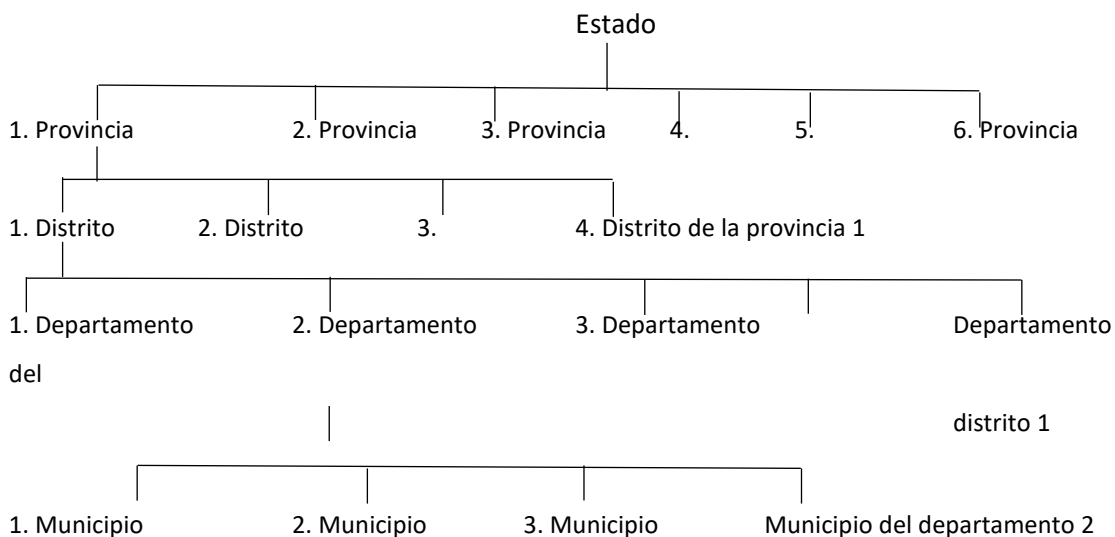 Estado
1. Provincia 2. Provincia 3. Provincia 4. 5. 6. Provincia
1. Distrito 2. Distrito 3. 4. Distrito de la provincia 1
1. Departamento 2. Departamento 3. Departamento Departamento
del
distrito 1
1. Municipio 2. Municipio 3. Municipio Municipio del departamento 2